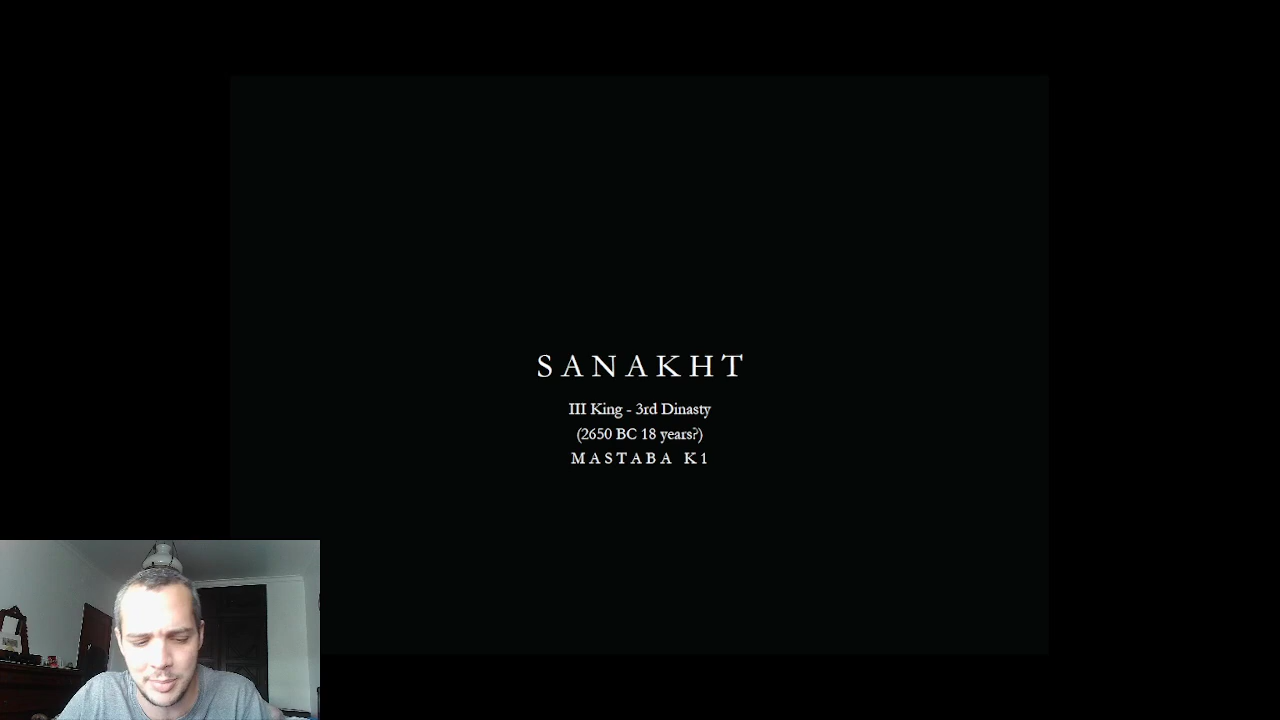 SANAKHT
III King - 3rd Dinasty
(2650 BC 18 years?)
MASTABA K1